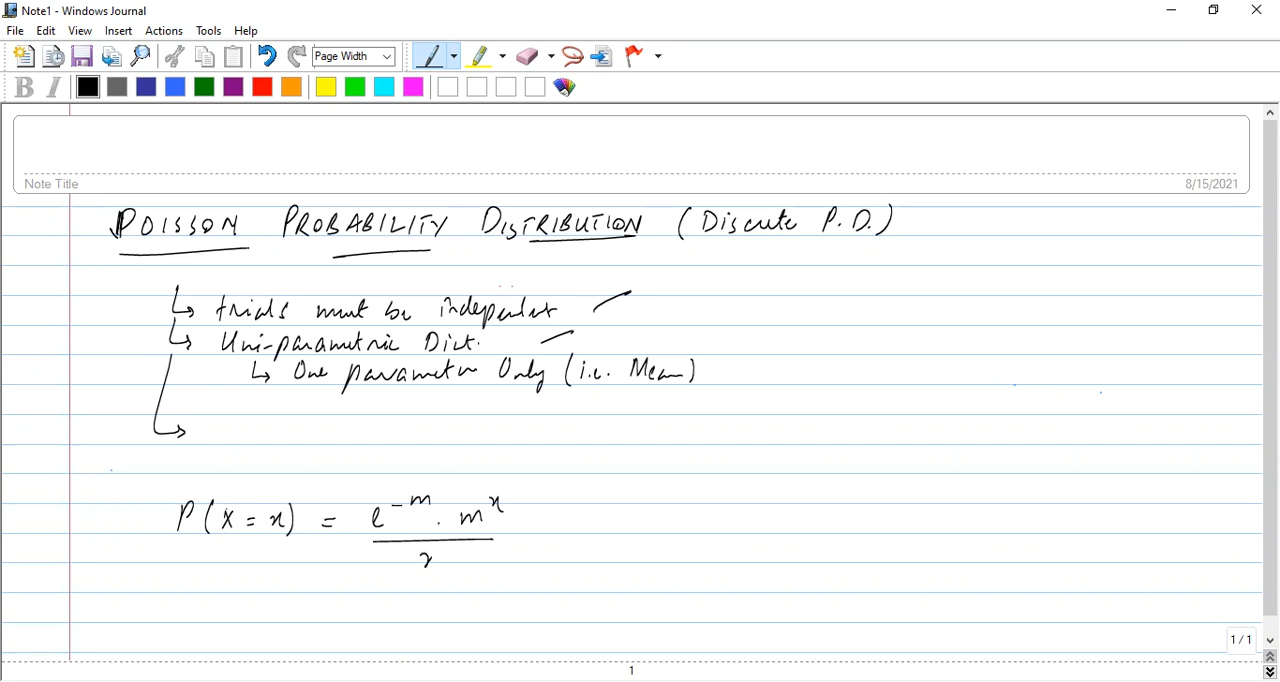 Note1 - Windows Journal
File Edit View Insert Actions Tools Help
Page Width
B I
Note Title
8/15/2021
POISSON PROBABILITY DISTRIBUTION (Discrete P.D.)
↳ trials must be independent
↳ Uni-parametric Dist.
↳ One parameter Only (i.e. Mean)
P(X = x) = e^-m . m^x
x
1 / 1
1